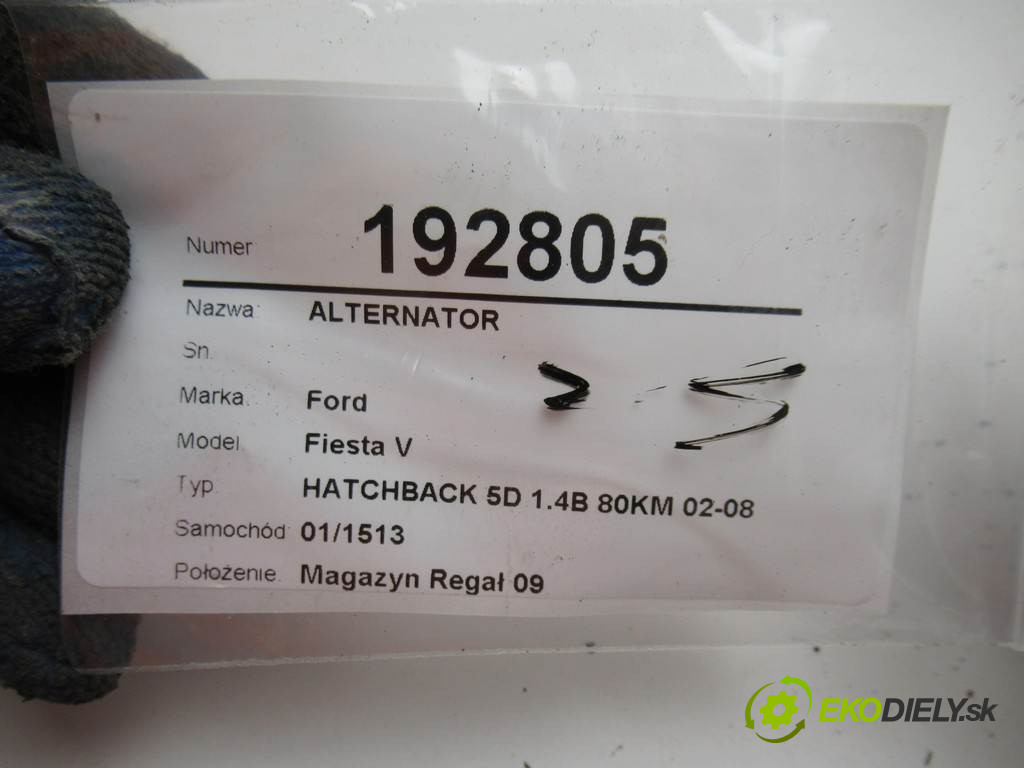 Numer 192805
Nazwa: ALTERNATOR
Sn.
Marka. Ford
Model. Fiesta V
Typ. HATCHBACK 5D 1.4B 80KM 02-08
Samochód 01/1513
Położenie. Magazyn Regał 09
EKODIELY.sk